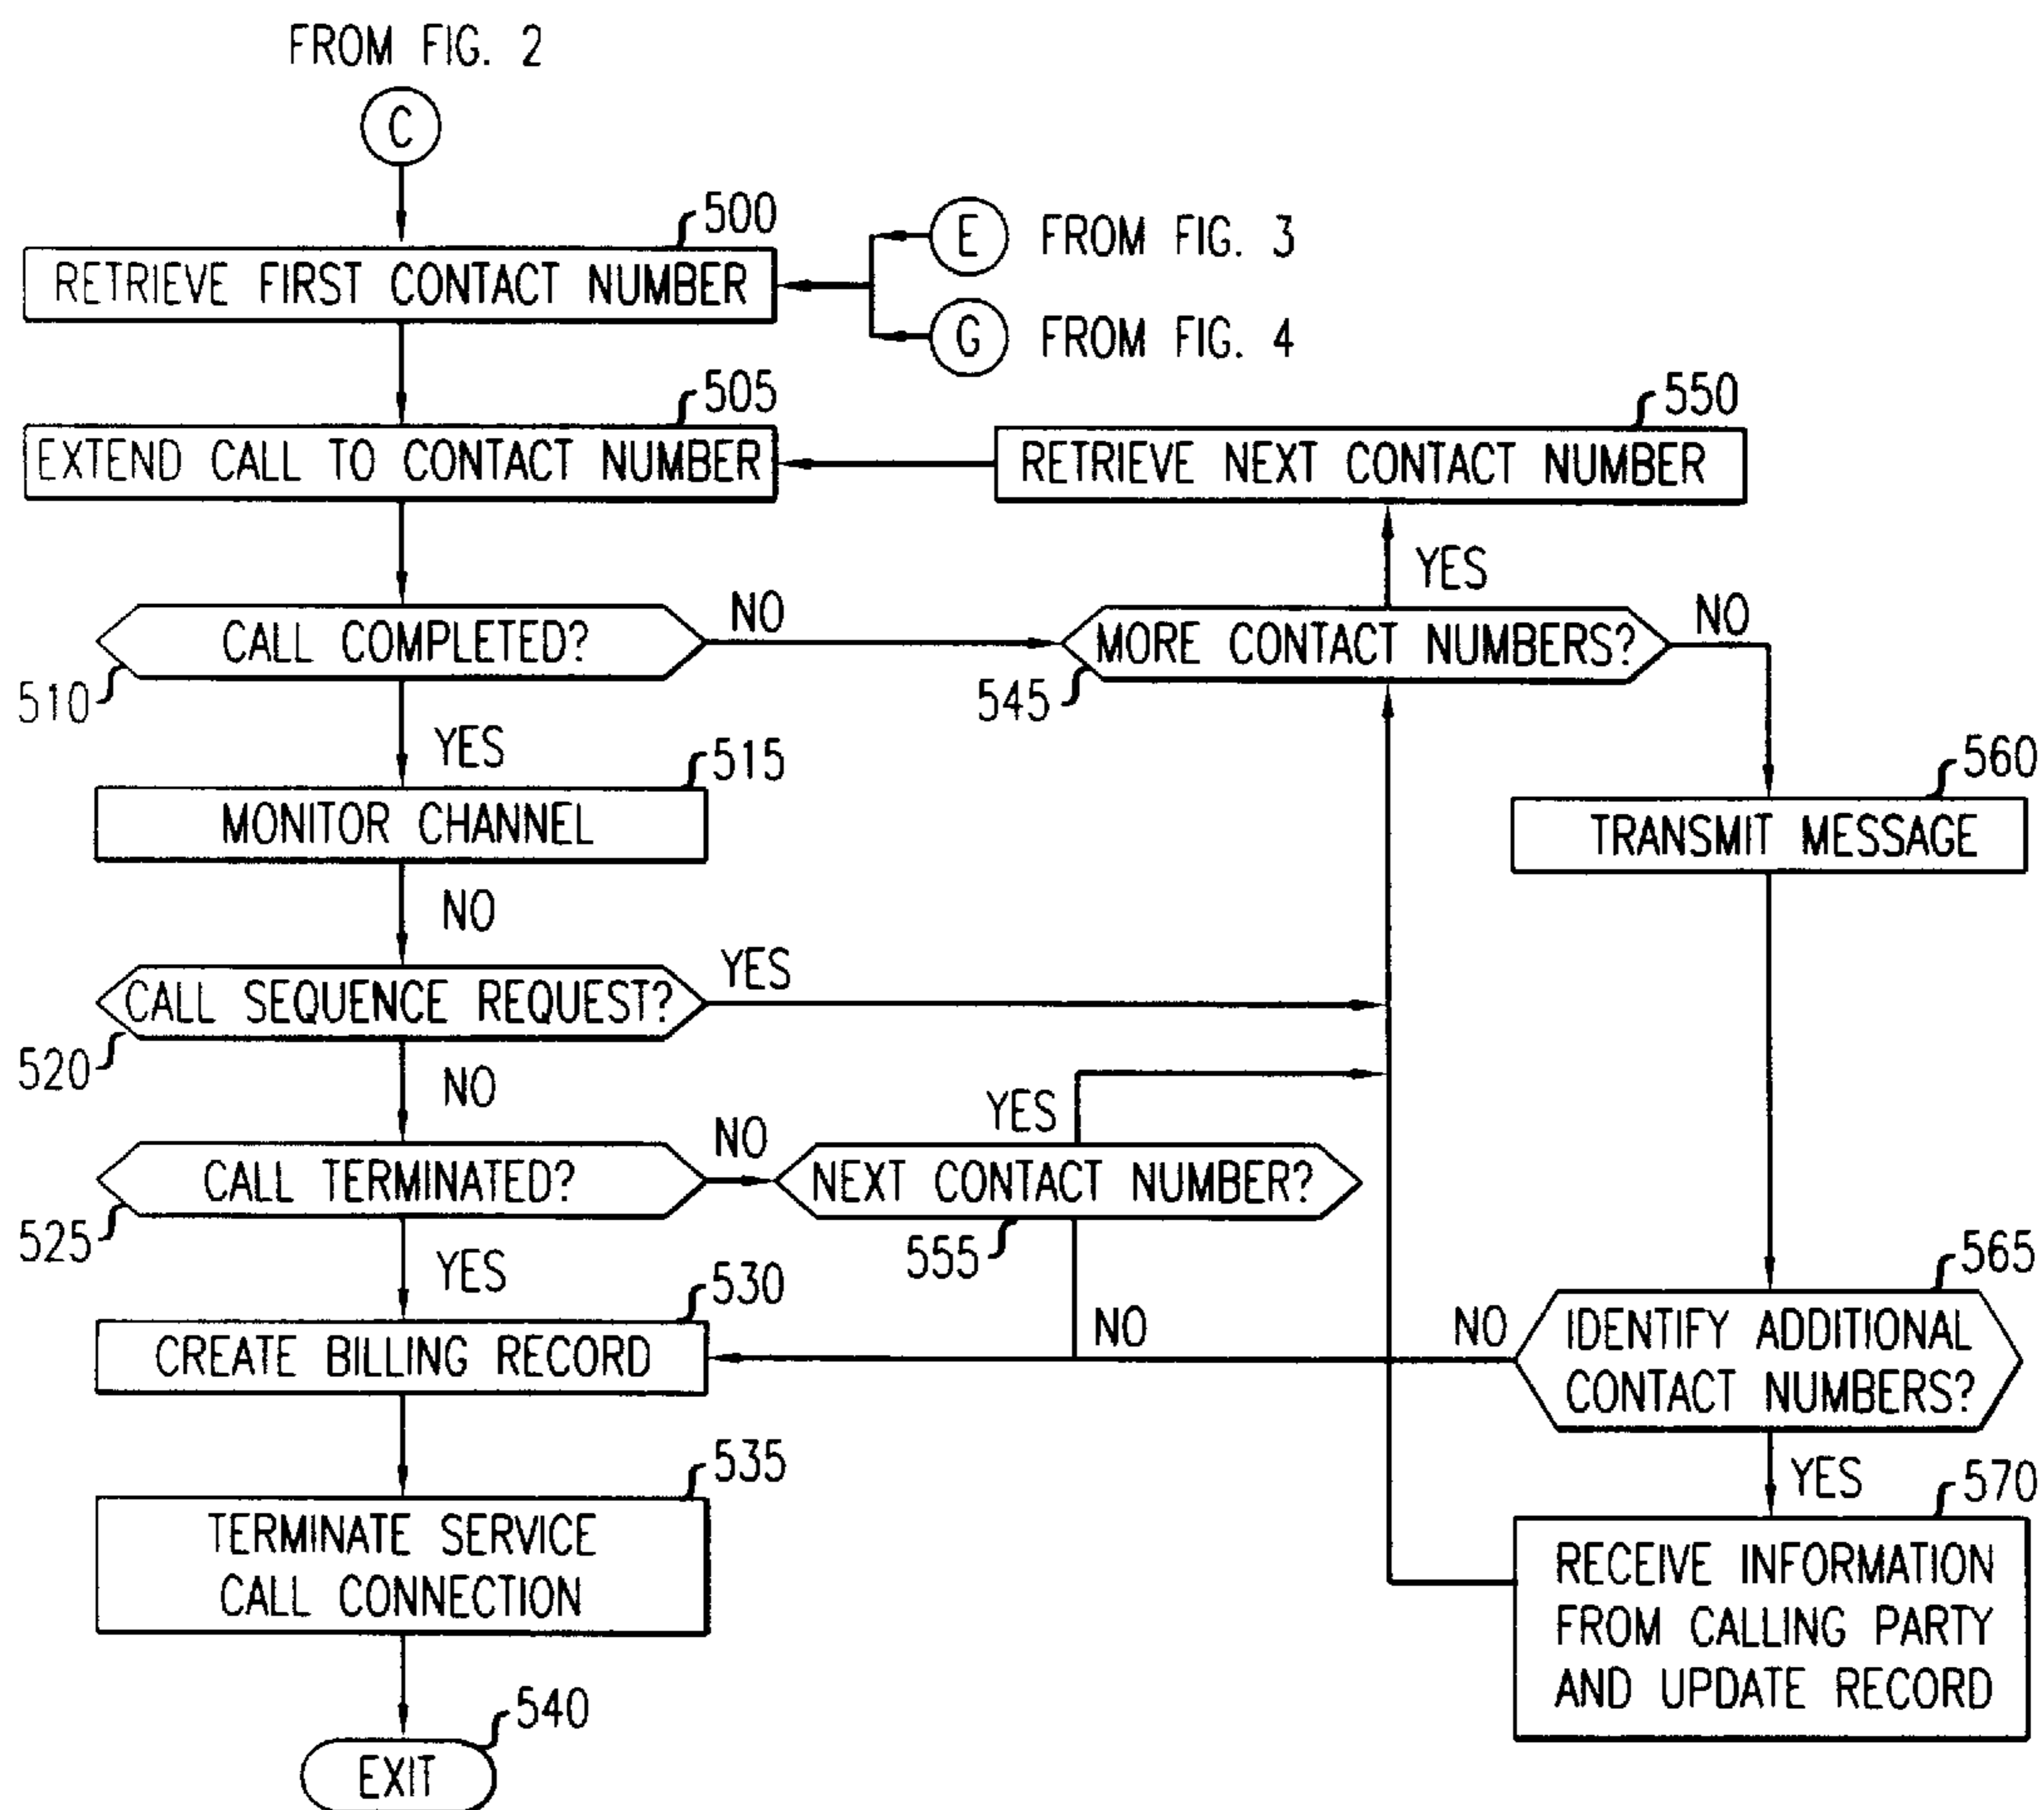 FROM FIG. 2
C
500
RETRIEVE FIRST CONTACT NUMBER
E FROM FIG. 3
G FROM FIG. 4
505
EXTEND CALL TO CONTACT NUMBER
550
RETRIEVE NEXT CONTACT NUMBER
YES
CALL COMPLETED?
510
NO
MORE CONTACT NUMBERS?
545
NO
YES
515
MONITOR CHANNEL
560
TRANSMIT MESSAGE
NO
CALL SEQUENCE REQUEST?
520
YES
NO
CALL TERMINATED?
525
NO
YES
NEXT CONTACT NUMBER?
555
YES
530
CREATE BILLING RECORD
NO
NO
565
IDENTIFY ADDITIONAL
CONTACT NUMBERS?
YES
535
TERMINATE SERVICE
CALL CONNECTION
570
RECEIVE INFORMATION
FROM CALLING PARTY
AND UPDATE RECORD
540
EXIT